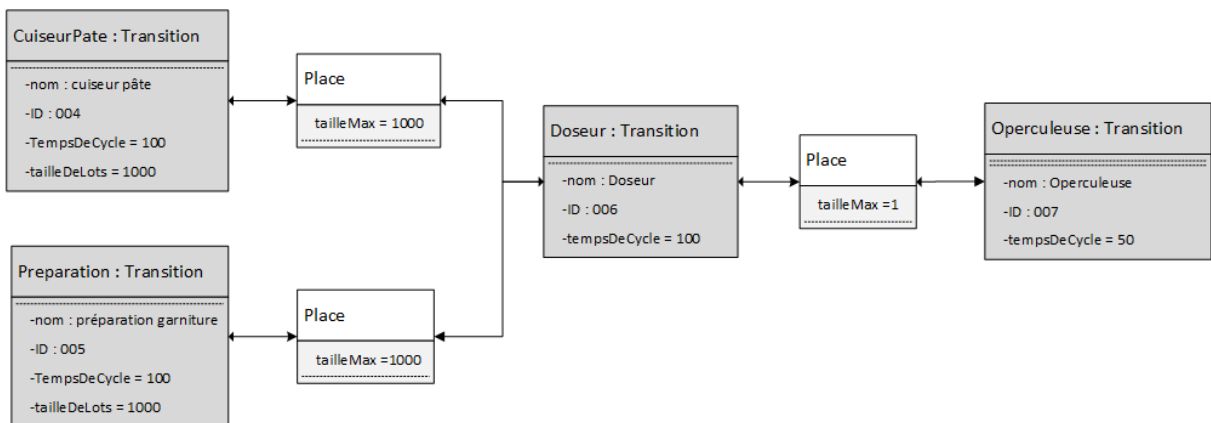 CuiseurPate : Transition
-nom : cuiseur pâte
-ID : 004
-TempsDeCycle = 100
-tailleDeLots = 1000
Place
tailleMax = 1000
Preparation : Transition
-nom : préparation garniture
-ID : 005
-TempsDeCycle = 100
-tailleDeLots = 1000
Place
tailleMax =1000
Doseur : Transition
-nom : Doseur
-ID : 006
-tempsDeCycle = 100
Place
tailleMax =1
Operculeuse : Transition
-nom : Operculeuse
-ID : 007
-tempsDeCycle = 50